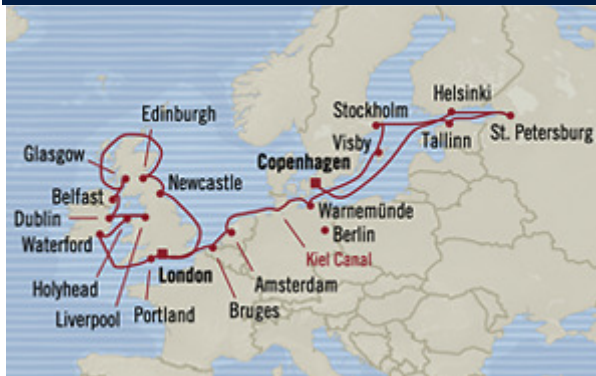 Helsinki
Edinburgh
Stockholm
St. Petersburg
Visby
Tallinn
Glasgow
Copenhagen
Newcastle
Belfast
Warnemünde
Dublin
Berlin
Waterford
Kiel Canal
London
Amsterdam
Holyhead
Bruges
Liverpool
Portland